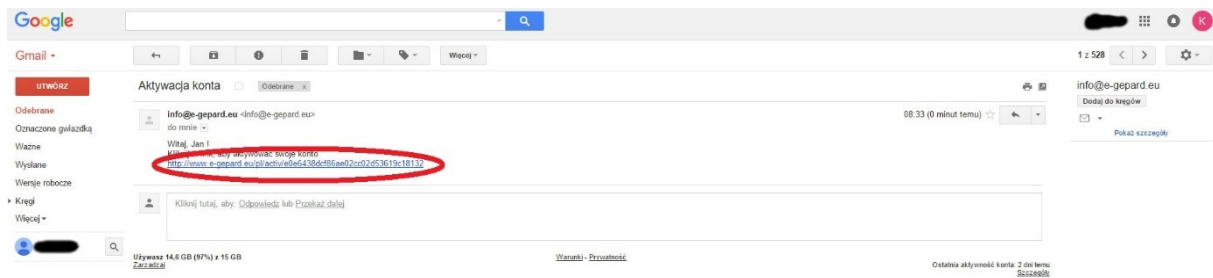 Google
Gmail
Więcej
1 z 528
UTWÓRZ
Odebrane
Oznaczone gwiazdką
Ważne
Wysłane
Wersje robocze
Kręgi
Więcej
Aktywacja konta Odebrane x
info@e-gepard.eu <info@e-gepard.eu>
08:33 (0 minut temu)
do mnie
Witaj, Jan !
aby aktywować swoje konto
http://www.e-gepard.eu/pl/activ/e0e6438dcf86ae02cc02d53619c18132
Kliknij tutaj, aby: Odpowiedz lub Przekaż dalej
Używasz 14,6 GB (97%) z 15 GB
Zarządzaj
Warunki - Prywatność
Ostatnia aktywność konta: 2 dni temu
Szczegóły
K
info@e-gepard.eu
Dodaj do kręgów
Pokaż szczegóły